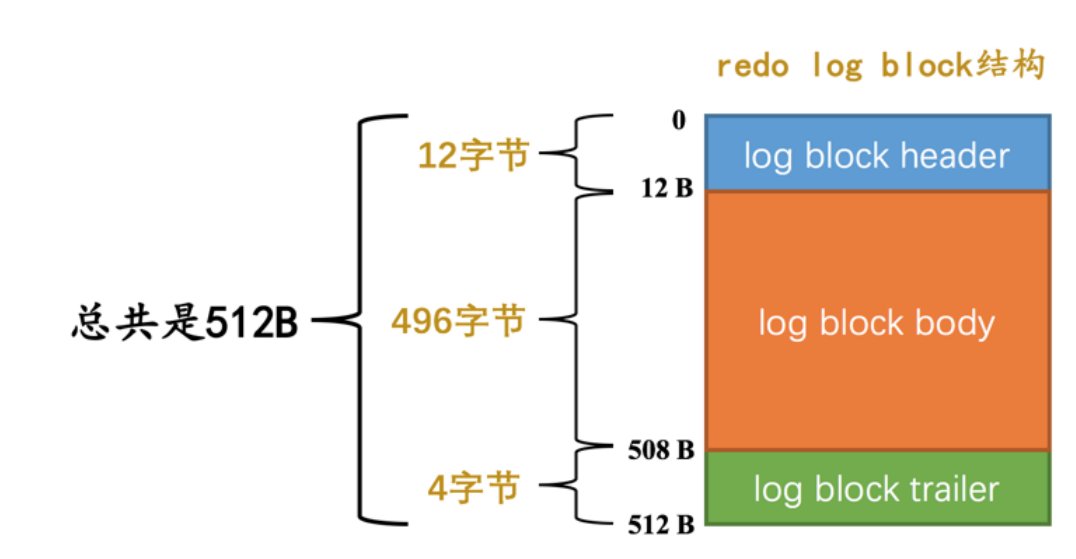 redo log block结构
0
12字节
log block header
12 B
总共是512B
496字节
log block body
508 B
4字节
log block trailer
512 B